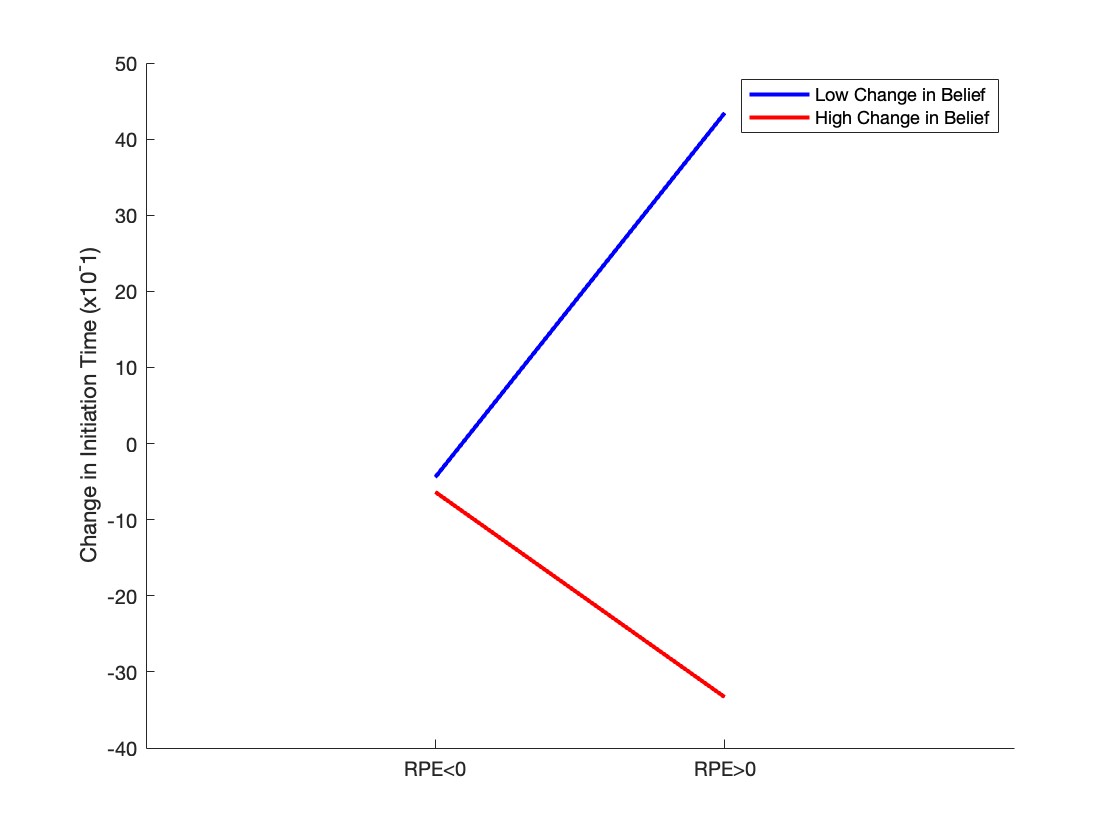 50
40
30
20
10
0
-10
-20
-30
-40
Change in Initiation Time (x10⁻1)
Low Change in Belief
High Change in Belief
RPE<0
RPE>0